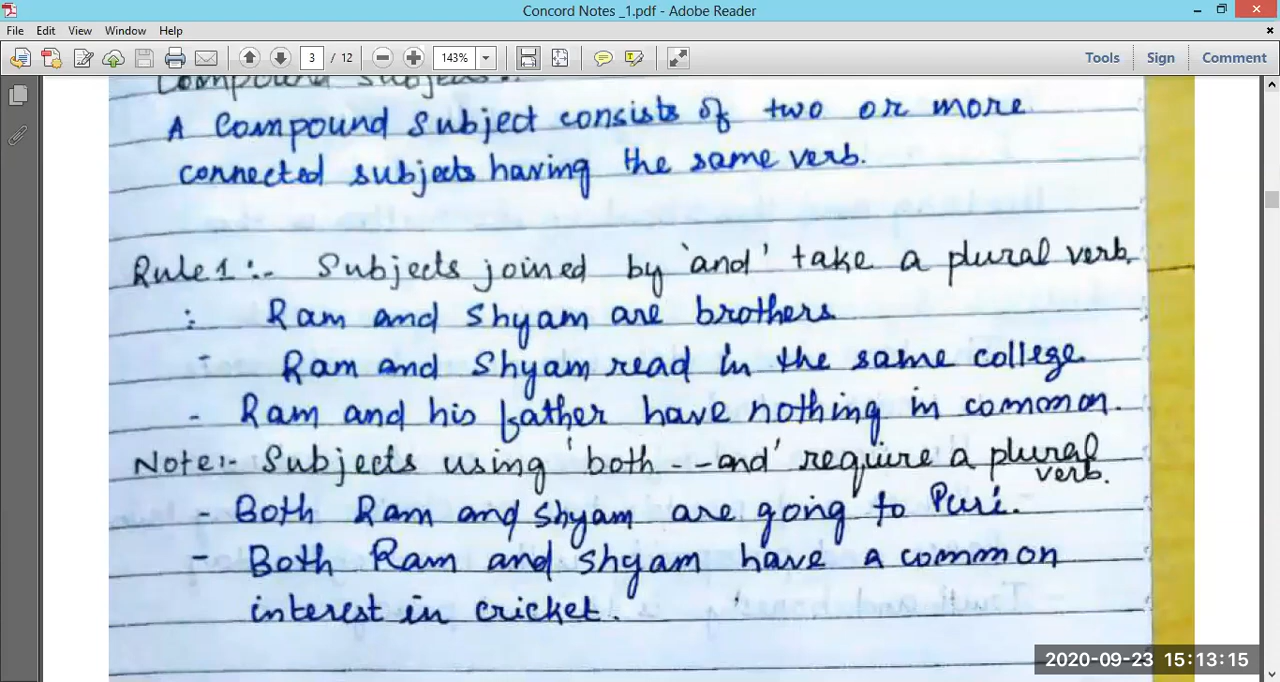 Concord Notes _1.pdf - Adobe Reader
File Edit View Window Help
3 / 12 143% Tools Sign Comment
Compound Subject:-
A Compound Subject consists of two or more
connected subjects having the same verb.
Rule 1:- Subjects joined by 'and' take a plural verb.
: Ram and Shyam are brothers.
- Ram and Shyam read in the same college.
- Ram and his father have nothing in common.
Note:- Subjects using 'both --and' require a plural
verb.
- Both Ram and Shyam are going to Puri.
- Both Ram and Shyam have a common
interest in cricket.
2020-09-23 15:13:15